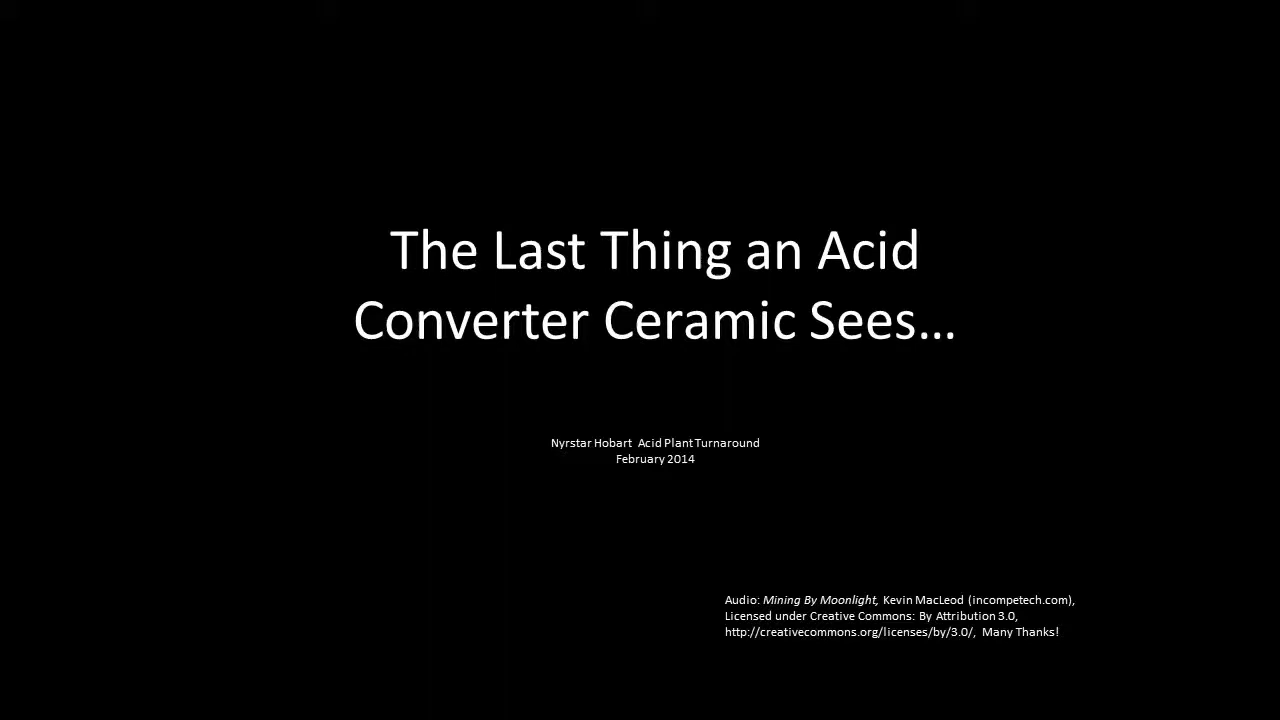 The Last Thing an Acid
Converter Ceramic Sees…
Nyrstar Hobart Acid Plant Turnaround
February 2014
Audio: Mining By Moonlight, Kevin MacLeod (incompetech.com),
Licensed under Creative Commons: By Attribution 3.0,
http://creativecommons.org/licenses/by/3.0/, Many Thanks!